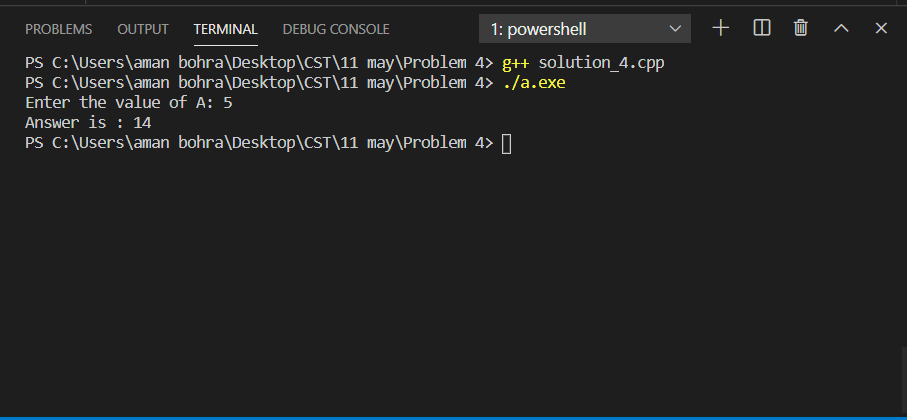 PROBLEMS OUTPUT TERMINAL DEBUG CONSOLE 1: powershell
PS C:\Users\aman bohra\Desktop\CST\11 may\Problem 4> g++ solution_4.cpp
PS C:\Users\aman bohra\Desktop\CST\11 may\Problem 4> ./a.exe
Enter the value of A: 5
Answer is : 14
PS C:\Users\aman bohra\Desktop\CST\11 may\Problem 4>